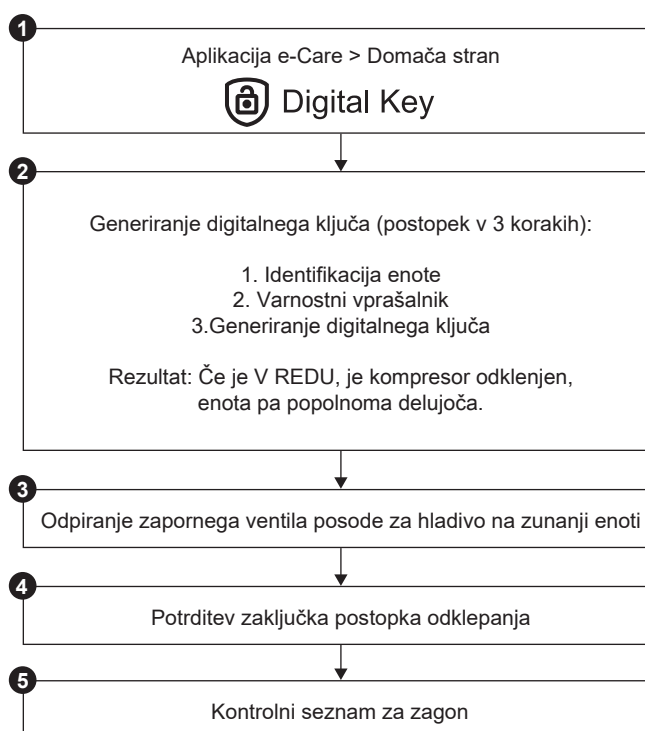 1
Aplikacija e-Care > Domača stran
Digital Key
2
Generiranje digitalnega ključa (postopek v 3 korakih):
1. Identifikacija enote
2. Varnostni vprašalnik
3.Generiranje digitalnega ključa
Rezultat: Če je V REDU, je kompresor odklenjen,
enota pa popolnoma delujoča.
3
Odpiranje zapornega ventila posode za hladivo na zunanji enoti
4
Potrditev zaključka postopka odklepanja
5
Kontrolni seznam za zagon